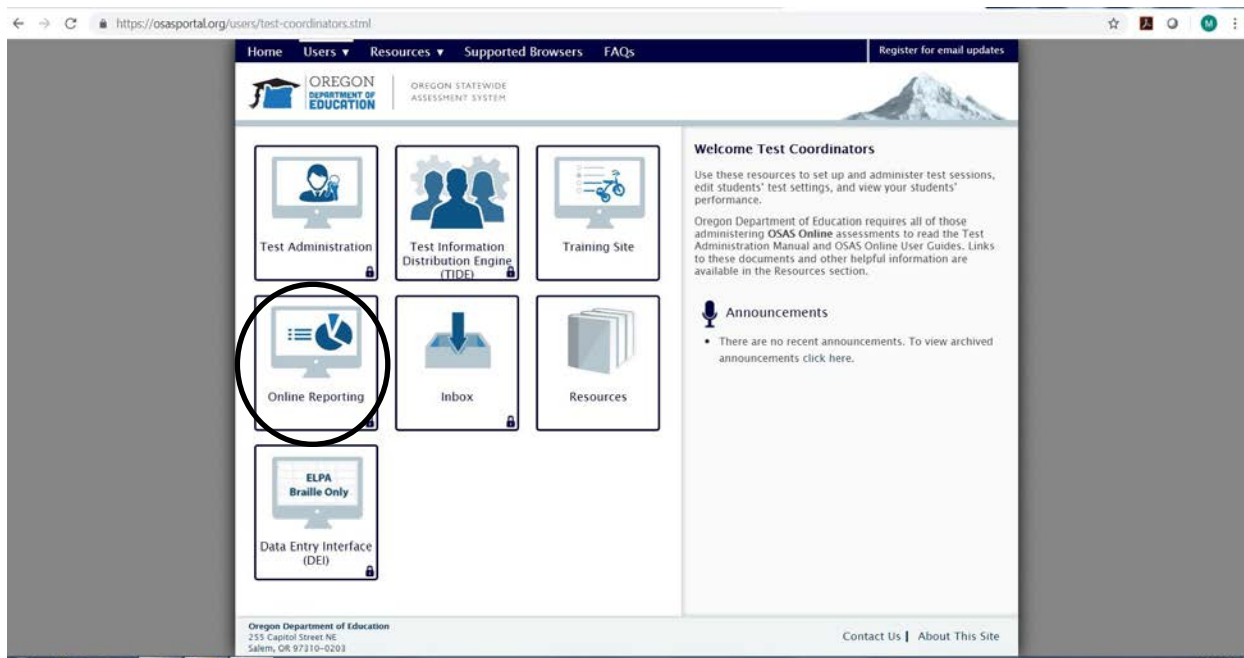 https://osasportal.org/users/test-coordinators.stml
M
Home Users ▼ Resources ▼ Supported Browsers FAQs Register for email updates
OREGON
DEPARTMENT OF
EDUCATION
OREGON STATEWIDE
ASSESSMENT SYSTEM
Test Administration
Test Information
Distribution Engine
(TIDE)
Training Site
Online Reporting
Inbox
Resources
ELPA
Braille Only
Data Entry Interface
(DEI)
Welcome Test Coordinators
Use these resources to set up and administer test sessions,
edit students' test settings, and view your students'
performance.
Oregon Department of Education requires all of those
administering OSAS Online assessments to read the Test
Administration Manual and OSAS Online User Guides. Links
to these documents and other helpful information are
available in the Resources section.
Announcements
• There are no recent announcements. To view archived
announcements click here.
Oregon Department of Education
255 Capitol Street NE
Salem, OR 97310-0203
Contact Us | About This Site